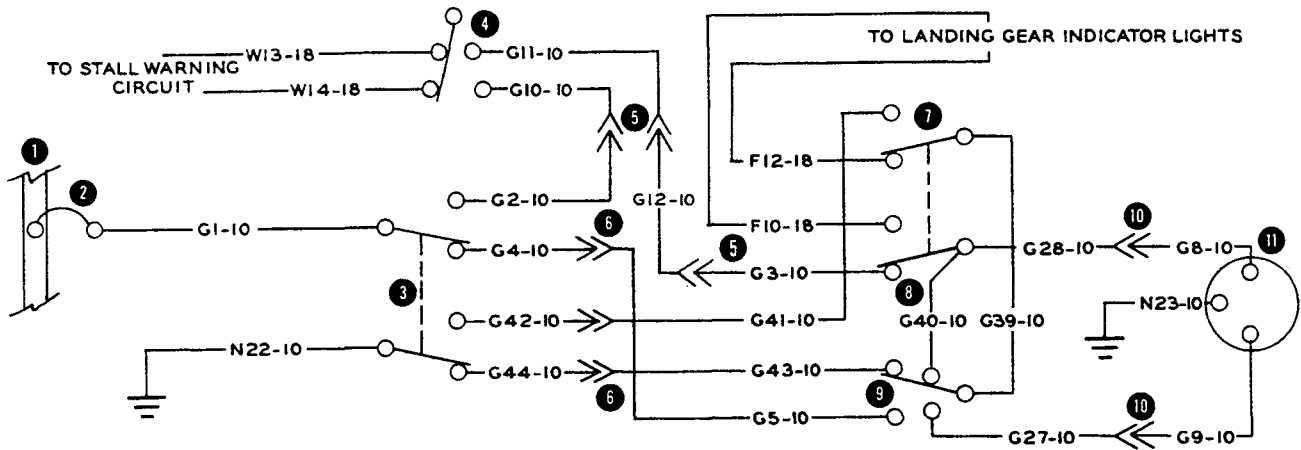 4
W13-18
G11-10
TO LANDING GEAR INDICATOR LIGHTS
TO STALL WARNING
CIRCUIT
W14-18
G10-10
5
7
1
F12-18
2
G2-10
G12-10
6
F10-18
10
11
G1-10
G4-10
5
G28-10
G8-10
3
G3-10
8
N23-10
G42-10
G41-10
G40-10
G39-10
N22-10
G44-10
G43-10
6
9
10
G5-10
G27-10
G9-10